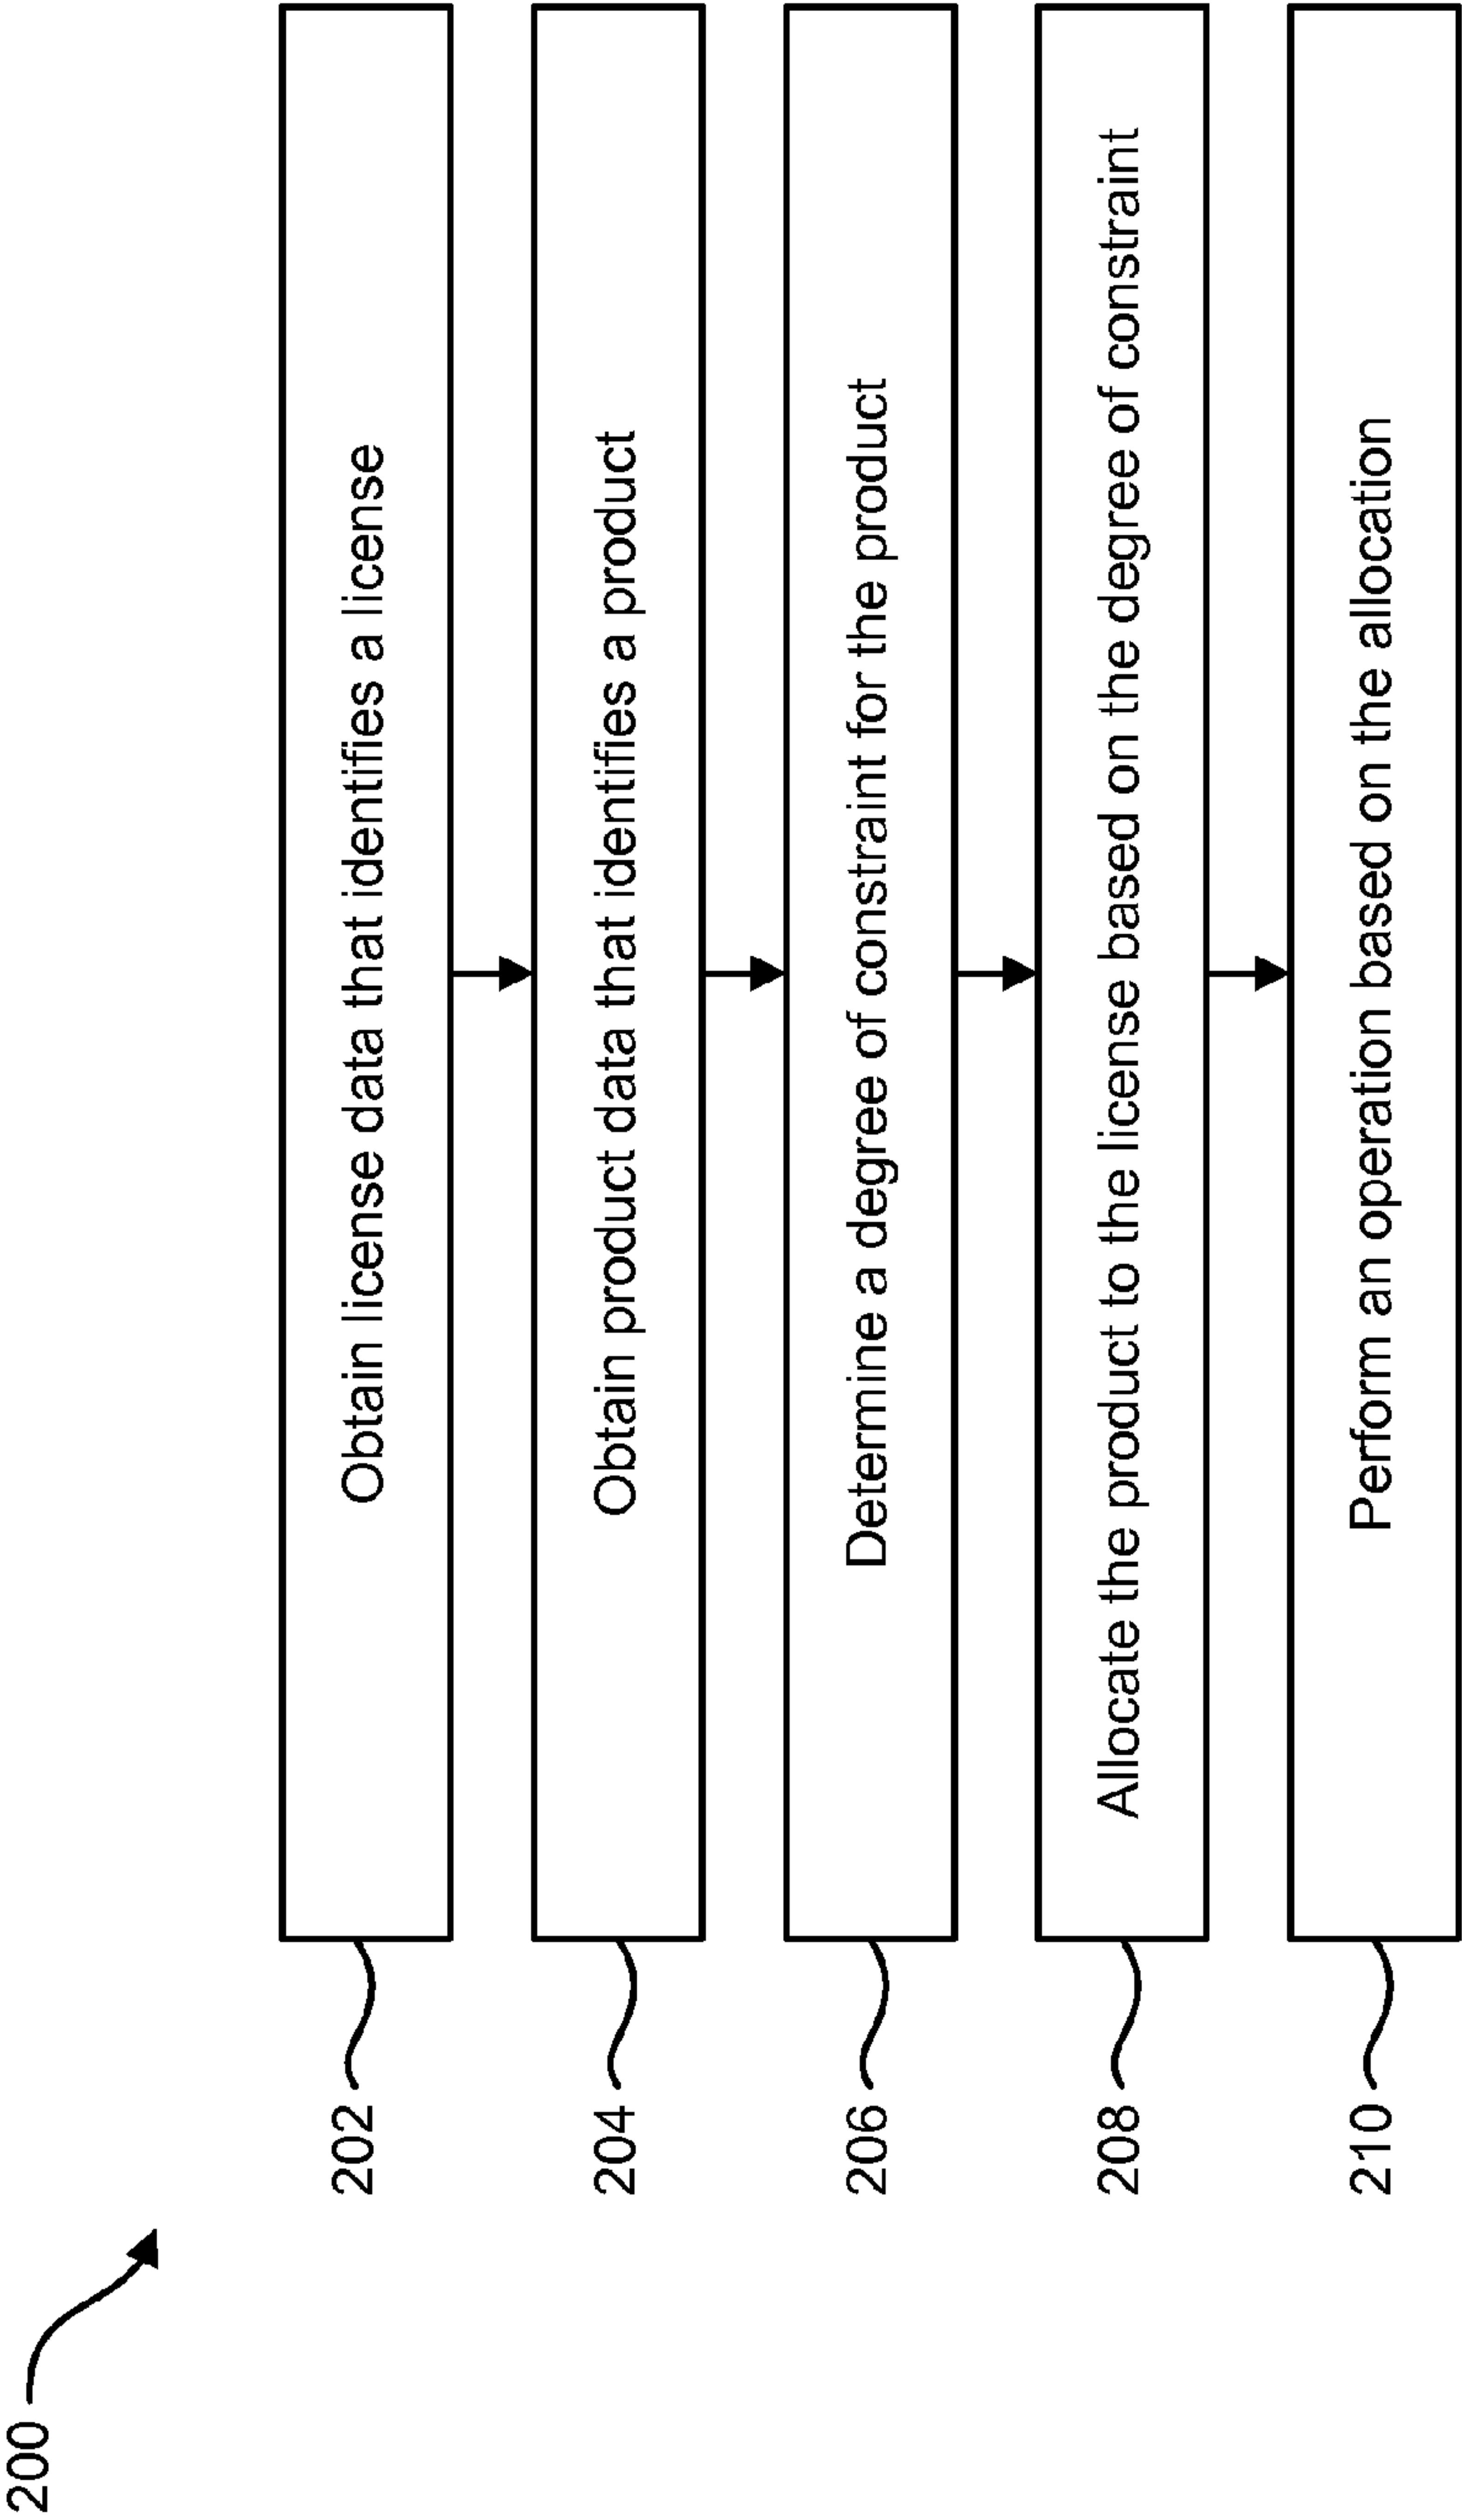 200
202
Obtain license data that identifies a license
204
Obtain product data that identifies a product
206
Determine a degree of constraint for the product
208
Allocate the product to the license based on the degree of constraint
210
Perform an operation based on the allocation